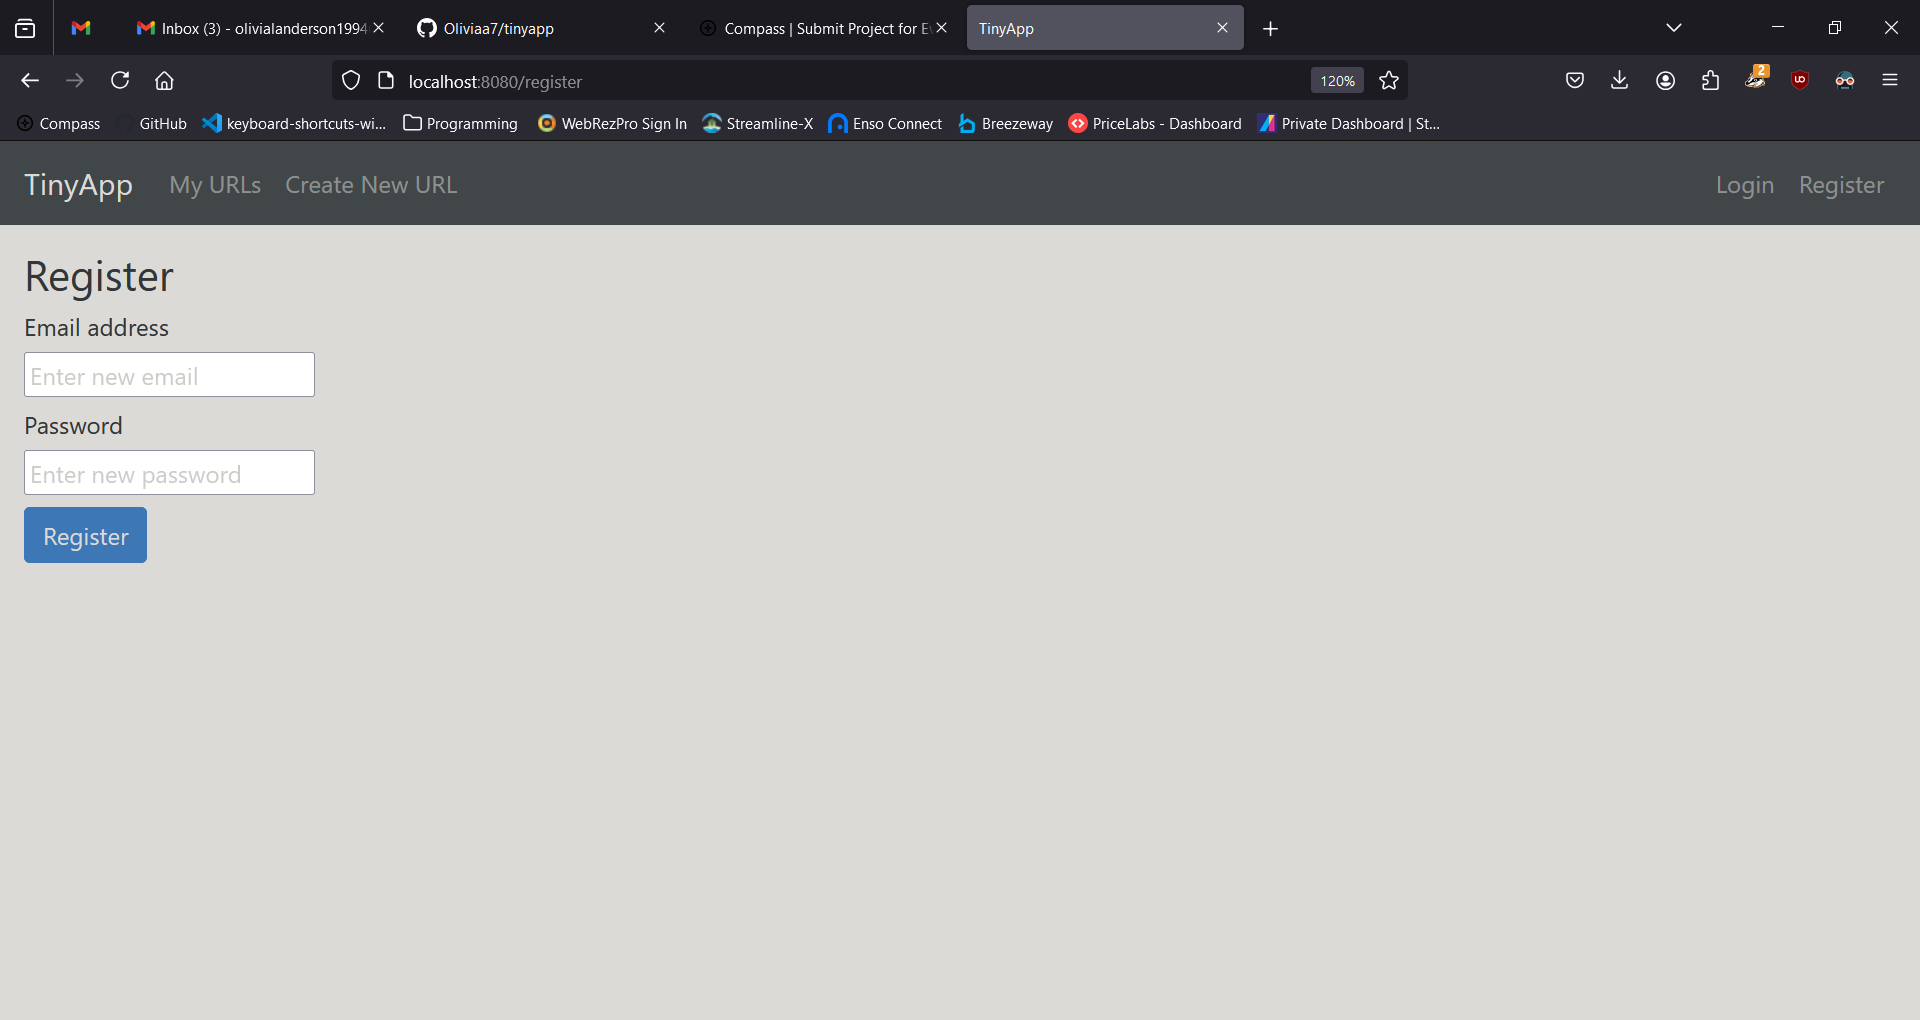 Inbox (3) - olivialanderson1994
Oliviaa7/tinyapp
Compass | Submit Project for Ev
TinyApp
localhost:8080/register
120%
2
Compass
GitHub
keyboard-shortcuts-wi...
Programming
WebRezPro Sign In
Streamline-X
Enso Connect
Breezeway
PriceLabs - Dashboard
Private Dashboard | St...
TinyApp
My URLs
Create New URL
Login
Register
Register
Email address
Enter new email
Password
Enter new password
Register